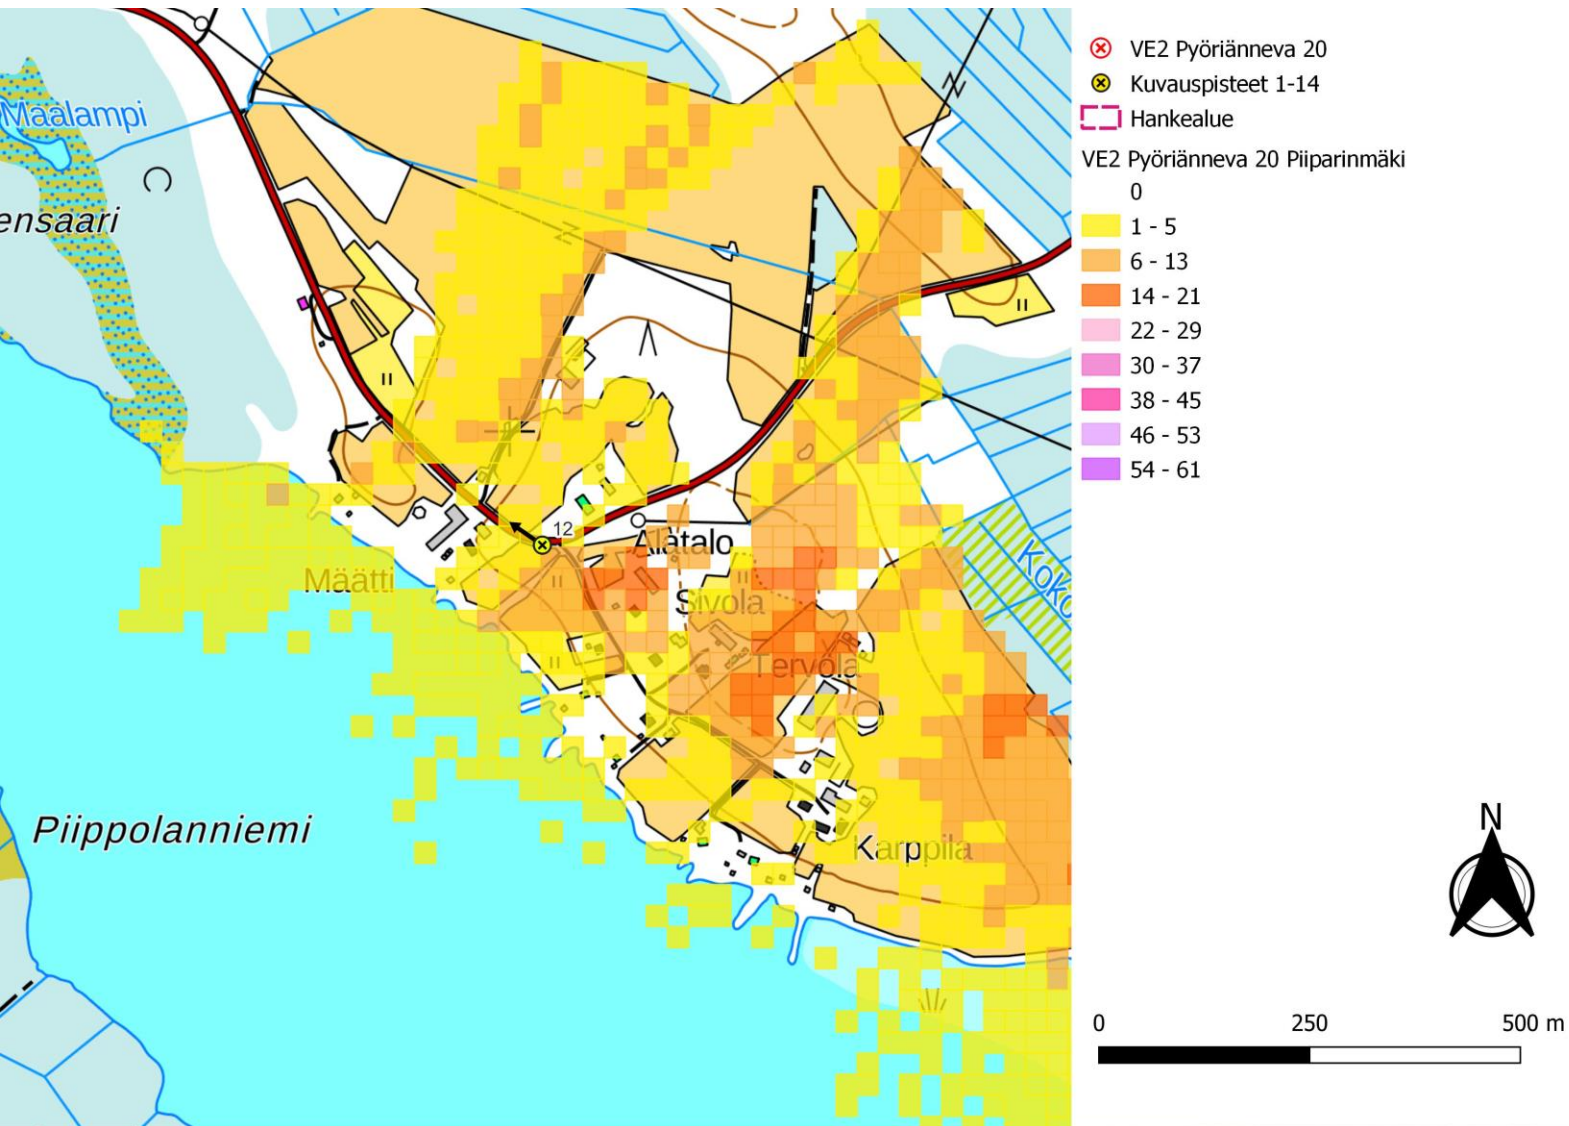 Maalampi
ensaari
12
Alatalo
Määtti
Sivola
Tervola
Karppila
Koko
Piippolanniemi
VE2 Pyöriänneva 20
Kuvauspisteet 1-14
Hankealue
VE2 Pyöriänneva 20 Piiparinmäki
0
1 - 5
6 - 13
14 - 21
22 - 29
30 - 37
38 - 45
46 - 53
54 - 61
N
0 250 500 m